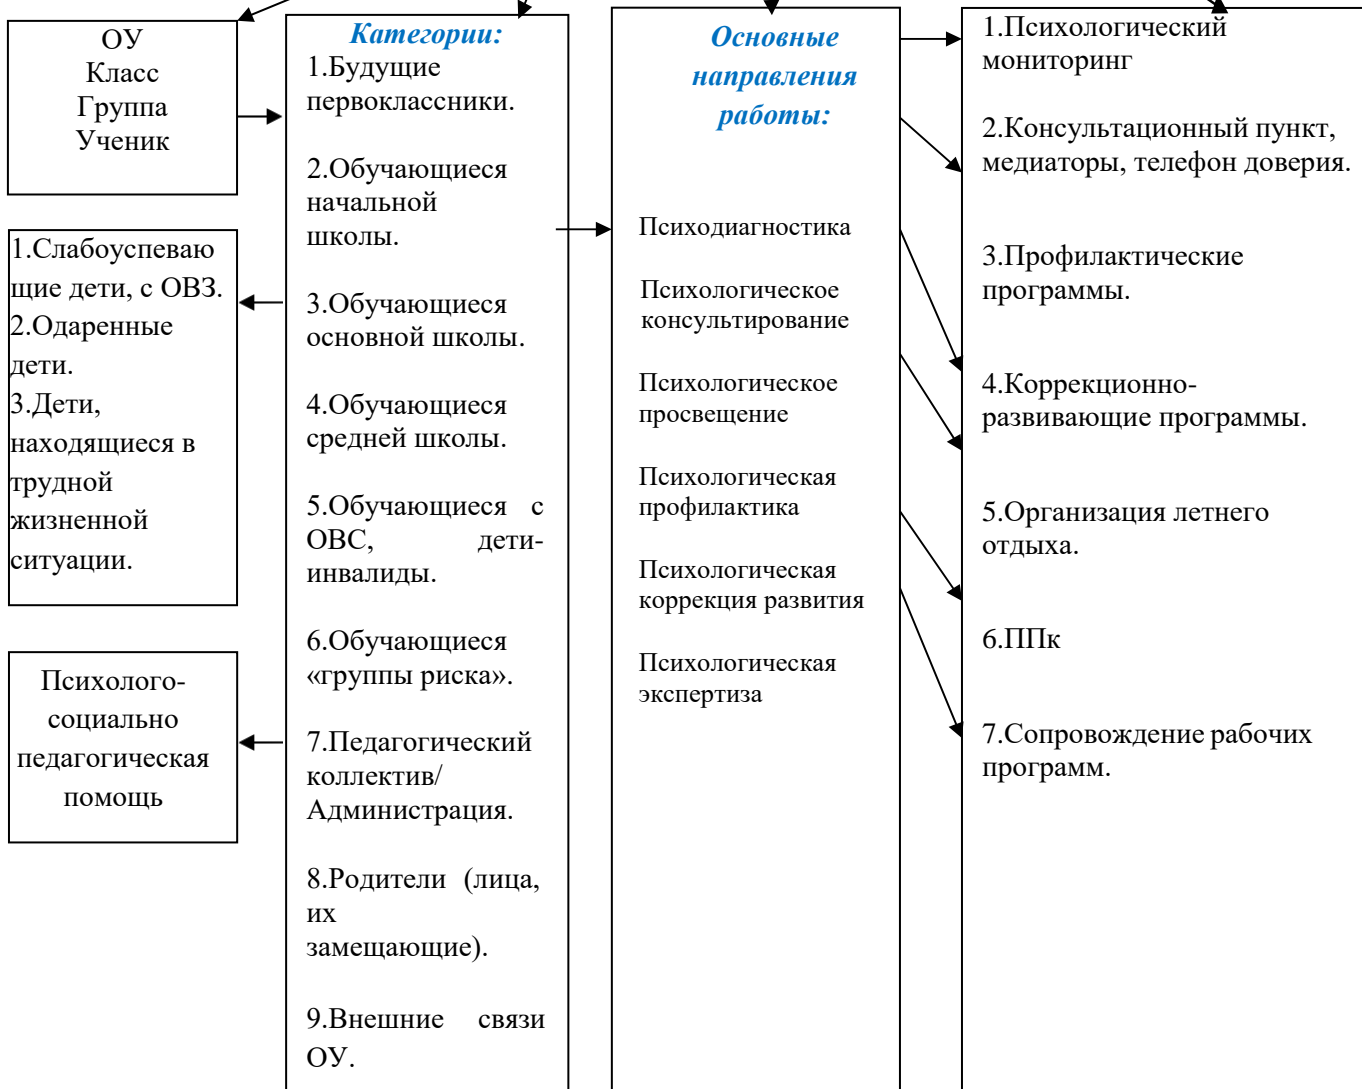 ОУ
Класс
Группа
Ученик
1.Слабоуспеваю
щие дети, с ОВЗ.
2.Одаренные
дети.
3.Дети,
находящиеся в
трудной
жизненной
ситуации.
Психолого-
социально
педагогическая
помощь
Категории:
1.Будущие
первоклассники.
2.Обучающиеся
начальной
школы.
3.Обучающиеся
основной школы.
4.Обучающиеся
средней школы.
5.Обучающиеся с
ОВС, дети-
инвалиды.
6.Обучающиеся
«группы риска».
7.Педагогический
коллектив/
Администрация.
8.Родители (лица,
их
замещающие).
9.Внешние связи
ОУ.
Основные
направления
работы:
Психодиагностика
Психологическое
консультирование
Психологическое
просвещение
Психологическая
профилактика
Психологическая
коррекция развития
Психологическая
экспертиза
1.Психологический
мониторинг
2.Консультационный пункт,
медиаторы, телефон доверия.
3.Профилактические
программы.
4.Коррекционно-
развивающие программы.
5.Организация летнего
отдыха.
6.ППк
7.Сопровождение рабочих
программ.